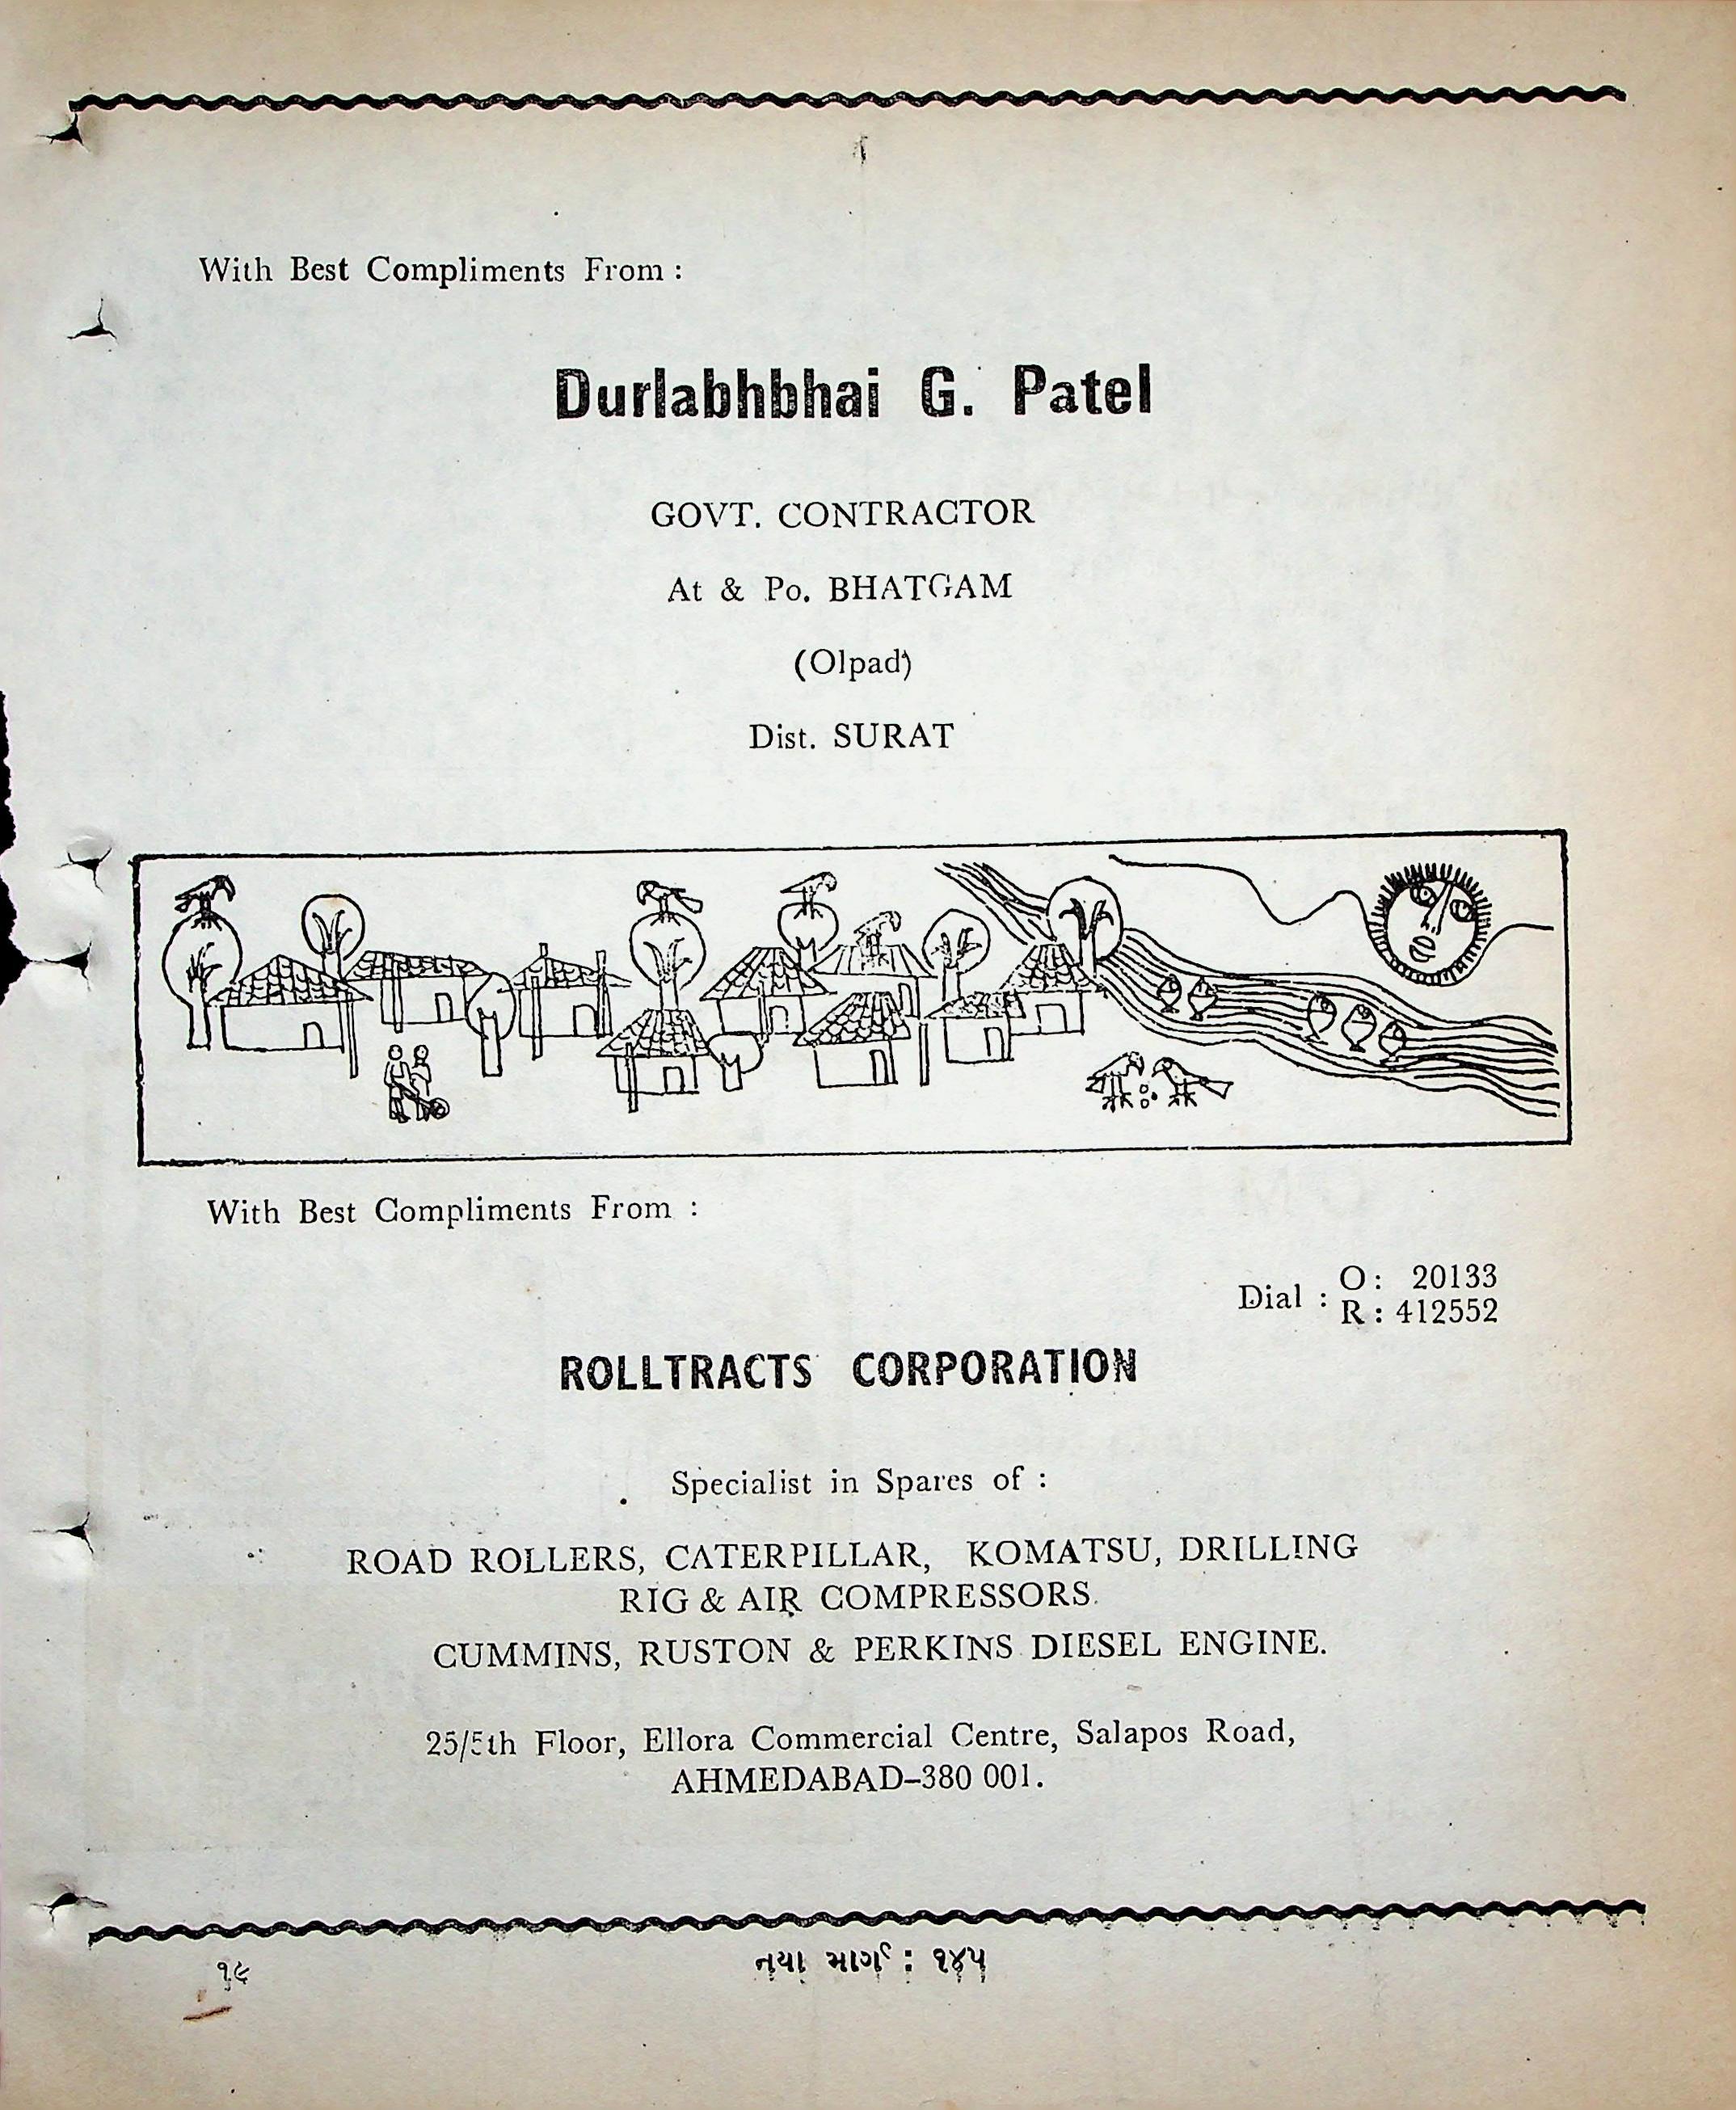 With Best Compliments From :
Durlabhbhai G. Patel
GOVT. CONTRACTOR
At & Po. BHATGAM
(Olpad)
Dist. SURAT
With Best Compliments From :
Dial : O : 20133
R : 412552
ROLLTRACTS CORPORATION
Specialist in Spares of :
ROAD ROLLERS, CATERPILLAR, KOMATSU, DRILLING
RIG & AIR COMPRESSORS.
CUMMINS, RUSTON & PERKINS DIESEL ENGINE.
25/5th Floor, Ellora Commercial Centre, Salapos Road,
AHMEDABAD–380 001.
૧૯ નયા માર્ગ : ૧૪૫